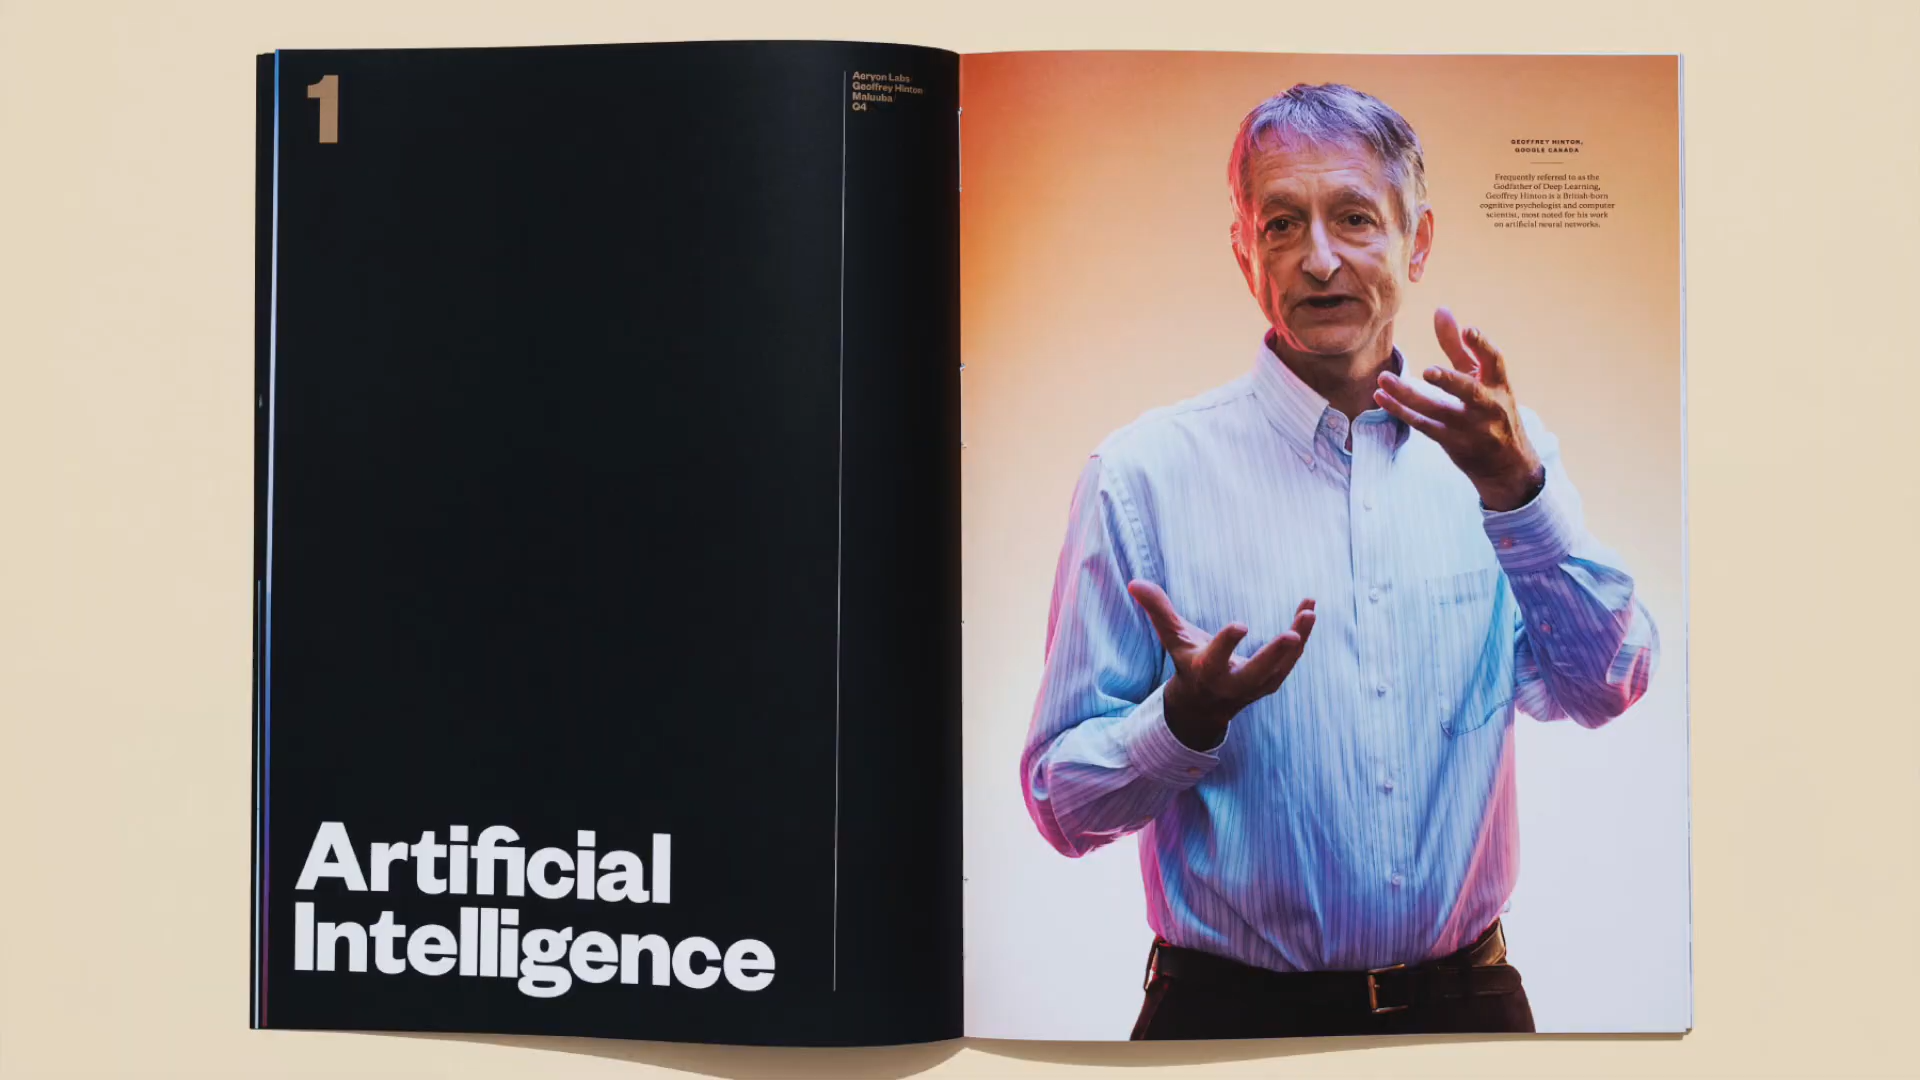 1
Aeryon Labs
Geoffrey Hinton
Maluuba
Q4
Artificial
Intelligence
GEOFFREY HINTON,
GOOGLE CANADA
Frequently referred to as the
Godfather of Deep Learning,
Geoffrey Hinton is a British-born
cognitive psychologist and computer
scientist, most noted for his work
on artificial neural networks.